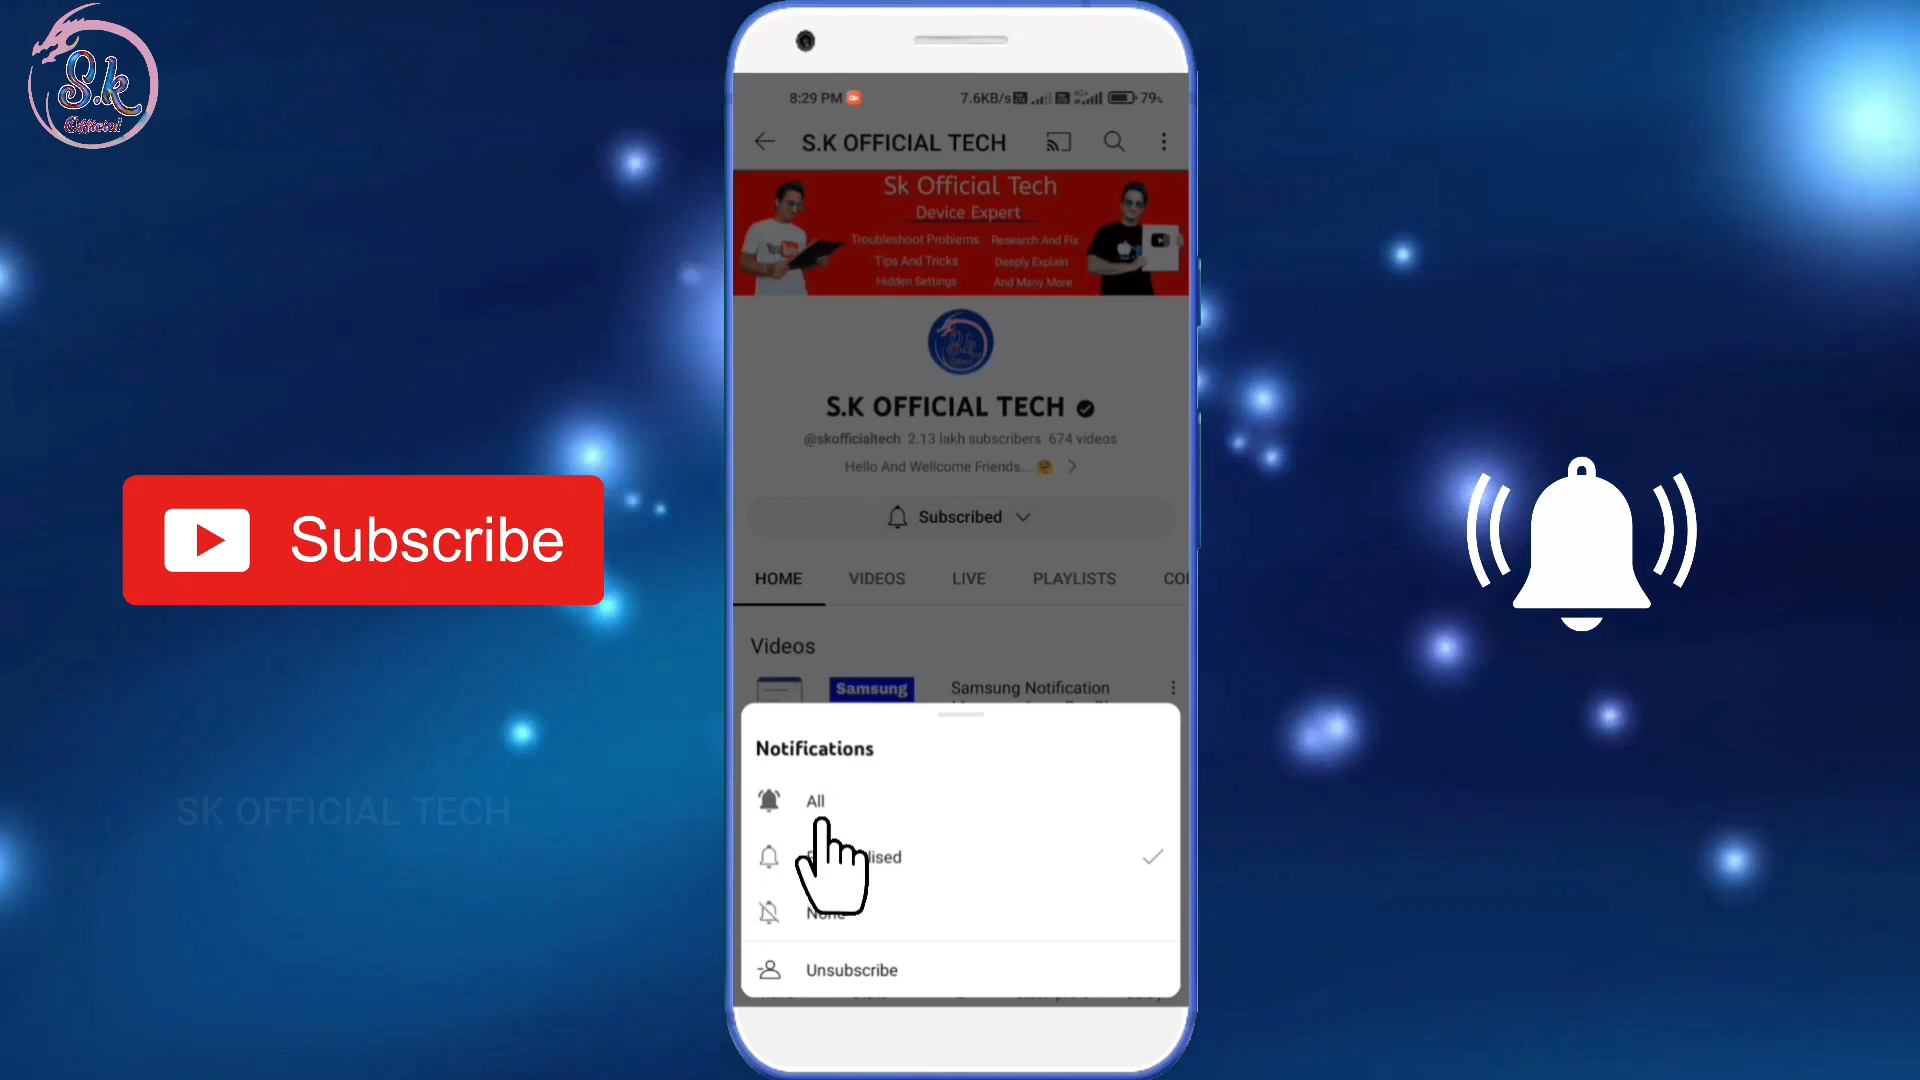 S.k
Official
8:29 PM
7.6KB/s 4G+ 79%
S.K OFFICIAL TECH
Sk Official Tech
Device Expert
Troubleshoot Problems Research And Fix
Tips And Tricks Deeply Explain
Hidden Settings And Many More
S.K OFFICIAL TECH
@skofficialtech 2.13 lakh subscribers 674 videos
Hello And Wellcome Friends....🤗
Subscribed
Subscribe
HOME VIDEOS LIVE PLAYLISTS
Videos
Samsung
Samsung Notification
Notifications
All
None
Unsubscribe
SK OFFICIAL TECH